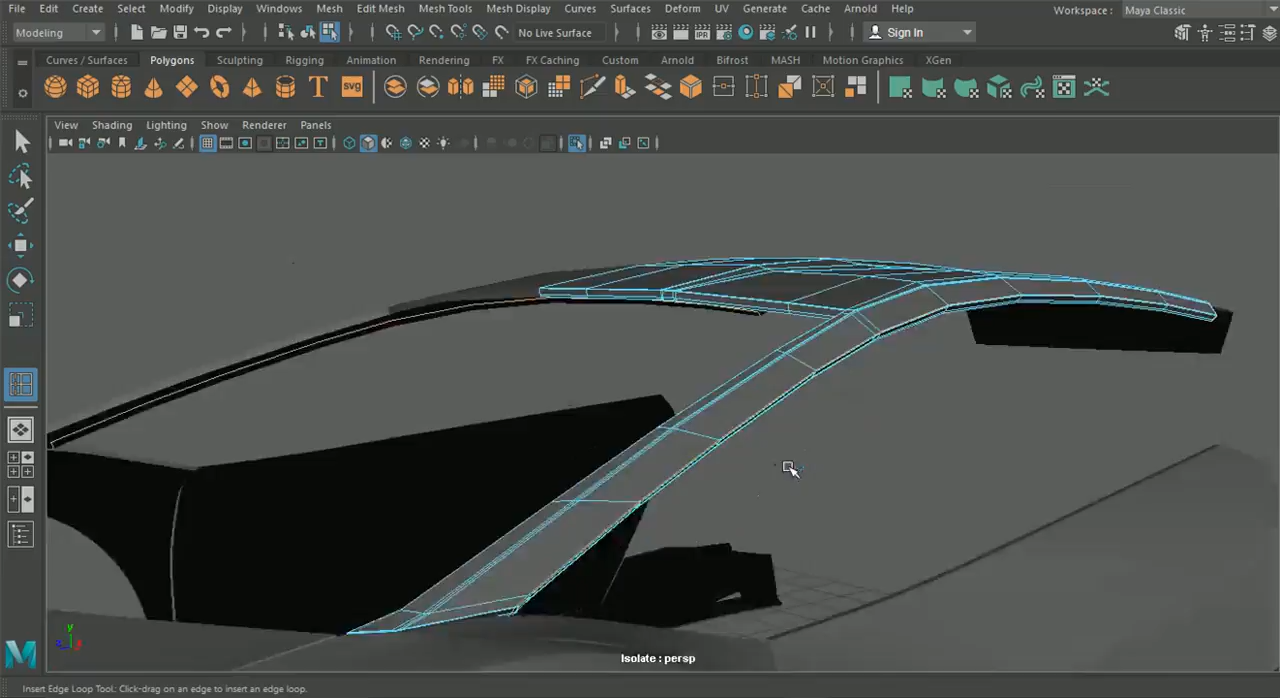 File Edit Create Select Modify Display Windows Mesh Edit Mesh Mesh Tools Mesh Display Curves Surfaces Deform UV Generate Cache Arnold Help Workspace : Maya Classic
Modeling No Live Surface Sign In
Curves / Surfaces Polygons Sculpting Rigging Animation Rendering FX FX Caching Custom Arnold Bifrost MASH Motion Graphics XGen
T SVG
View Shading Lighting Show Renderer Panels
y
Isolate : persp
M
Insert Edge Loop Tool: Click-drag on an edge to insert an edge loop.